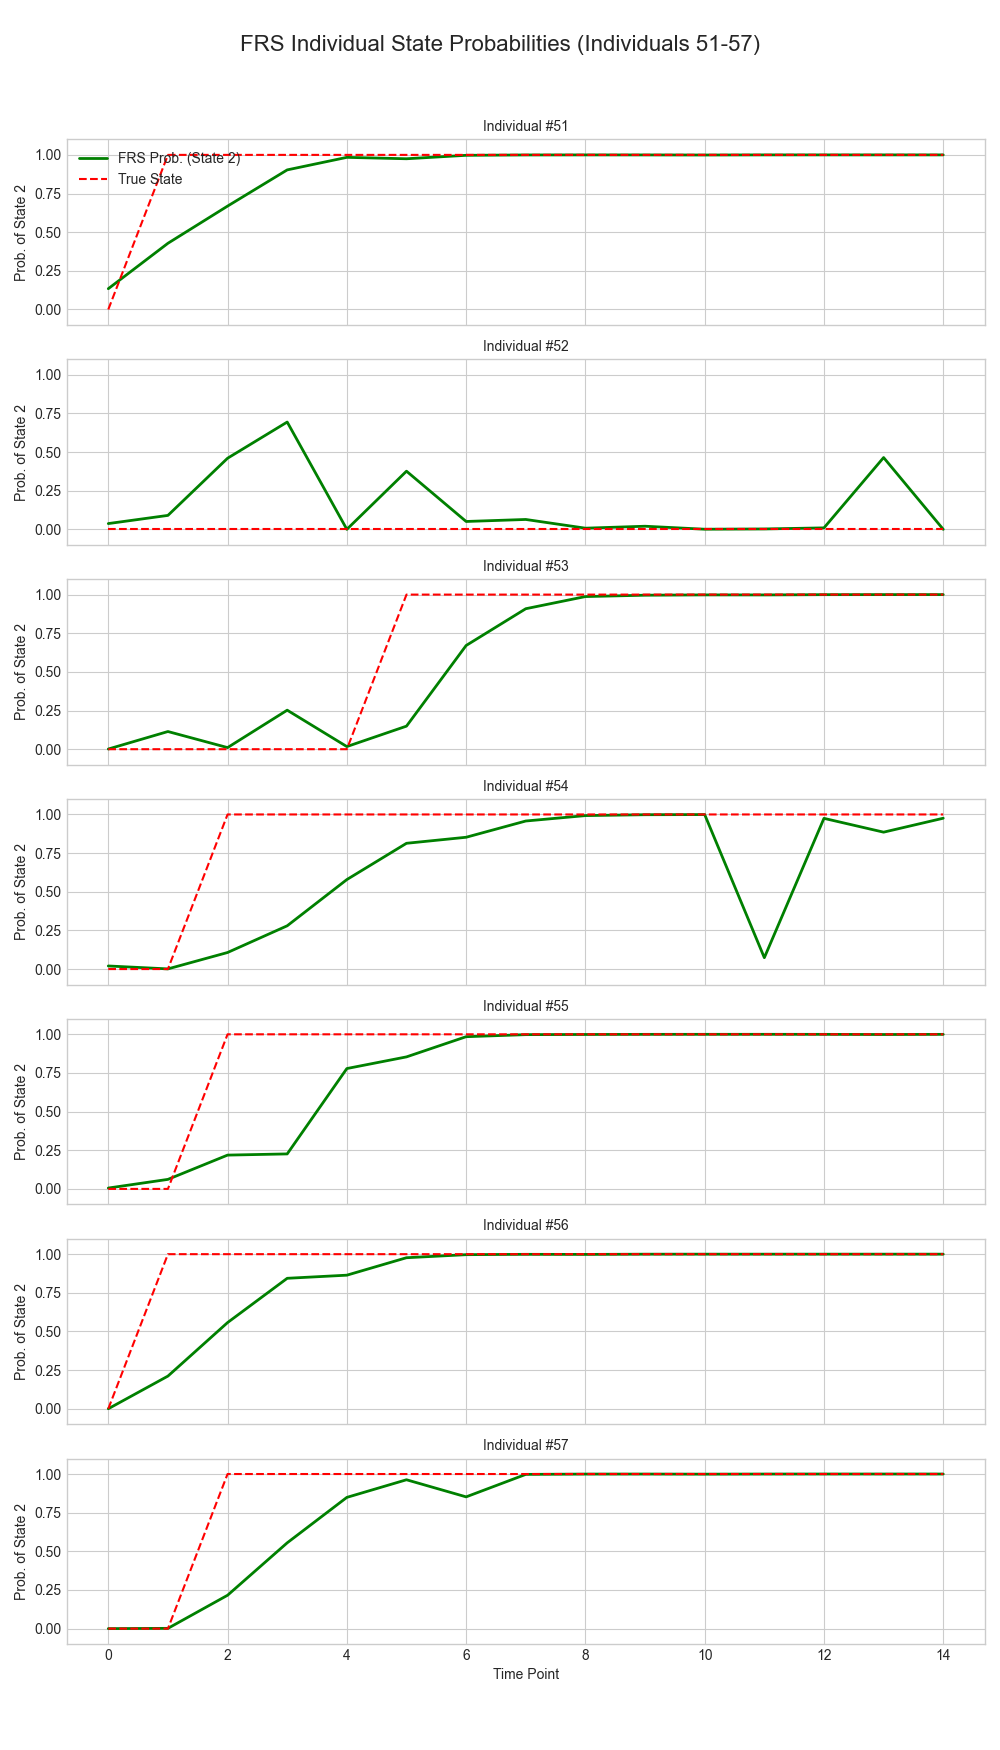 FRS Individual State Probabilities (Individuals 51-57)
Individual #51
FRS Prob. (State 2)
True State
1.00
0.75
0.50
0.25
0.00
Prob. of State 2
Individual #52
1.00
0.75
0.50
0.25
0.00
Prob. of State 2
Individual #53
1.00
0.75
0.50
0.25
0.00
Prob. of State 2
Individual #54
1.00
0.75
0.50
0.25
0.00
Prob. of State 2
Individual #55
1.00
0.75
0.50
0.25
0.00
Prob. of State 2
Individual #56
1.00
0.75
0.50
0.25
0.00
Prob. of State 2
Individual #57
1.00
0.75
0.50
0.25
0.00
Prob. of State 2
0 2 4 6 8 10 12 14
Time Point